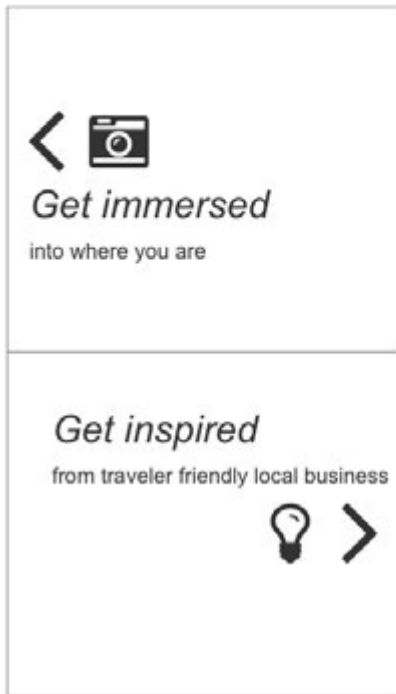 Get immersed
into where you are
Get inspired
from traveler friendly local business